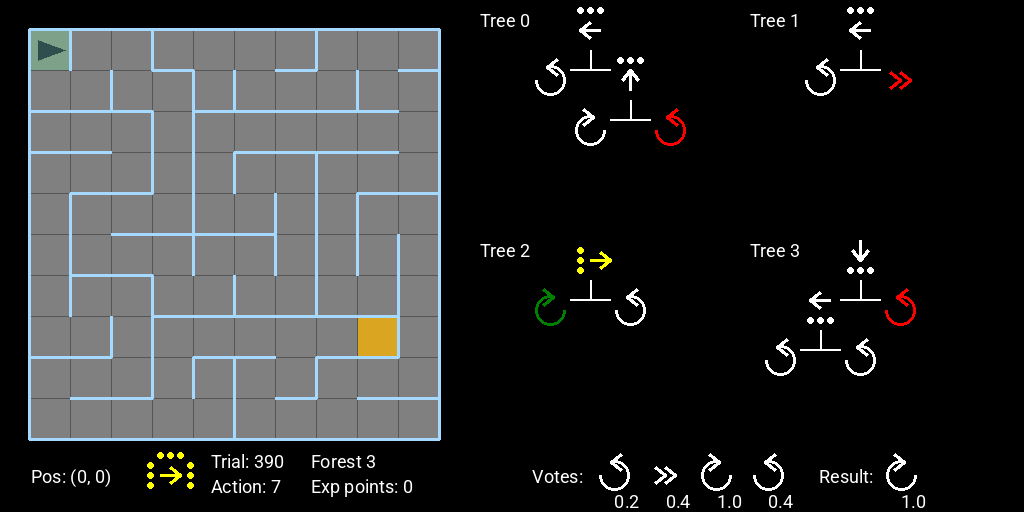 Tree 0
Tree 1
Tree 2
Tree 3
Pos: (0, 0)
Trial: 390
Forest 3
Action: 7
Exp points: 0
Votes:
0.2
0.4
1.0
0.4
Result:
1.0